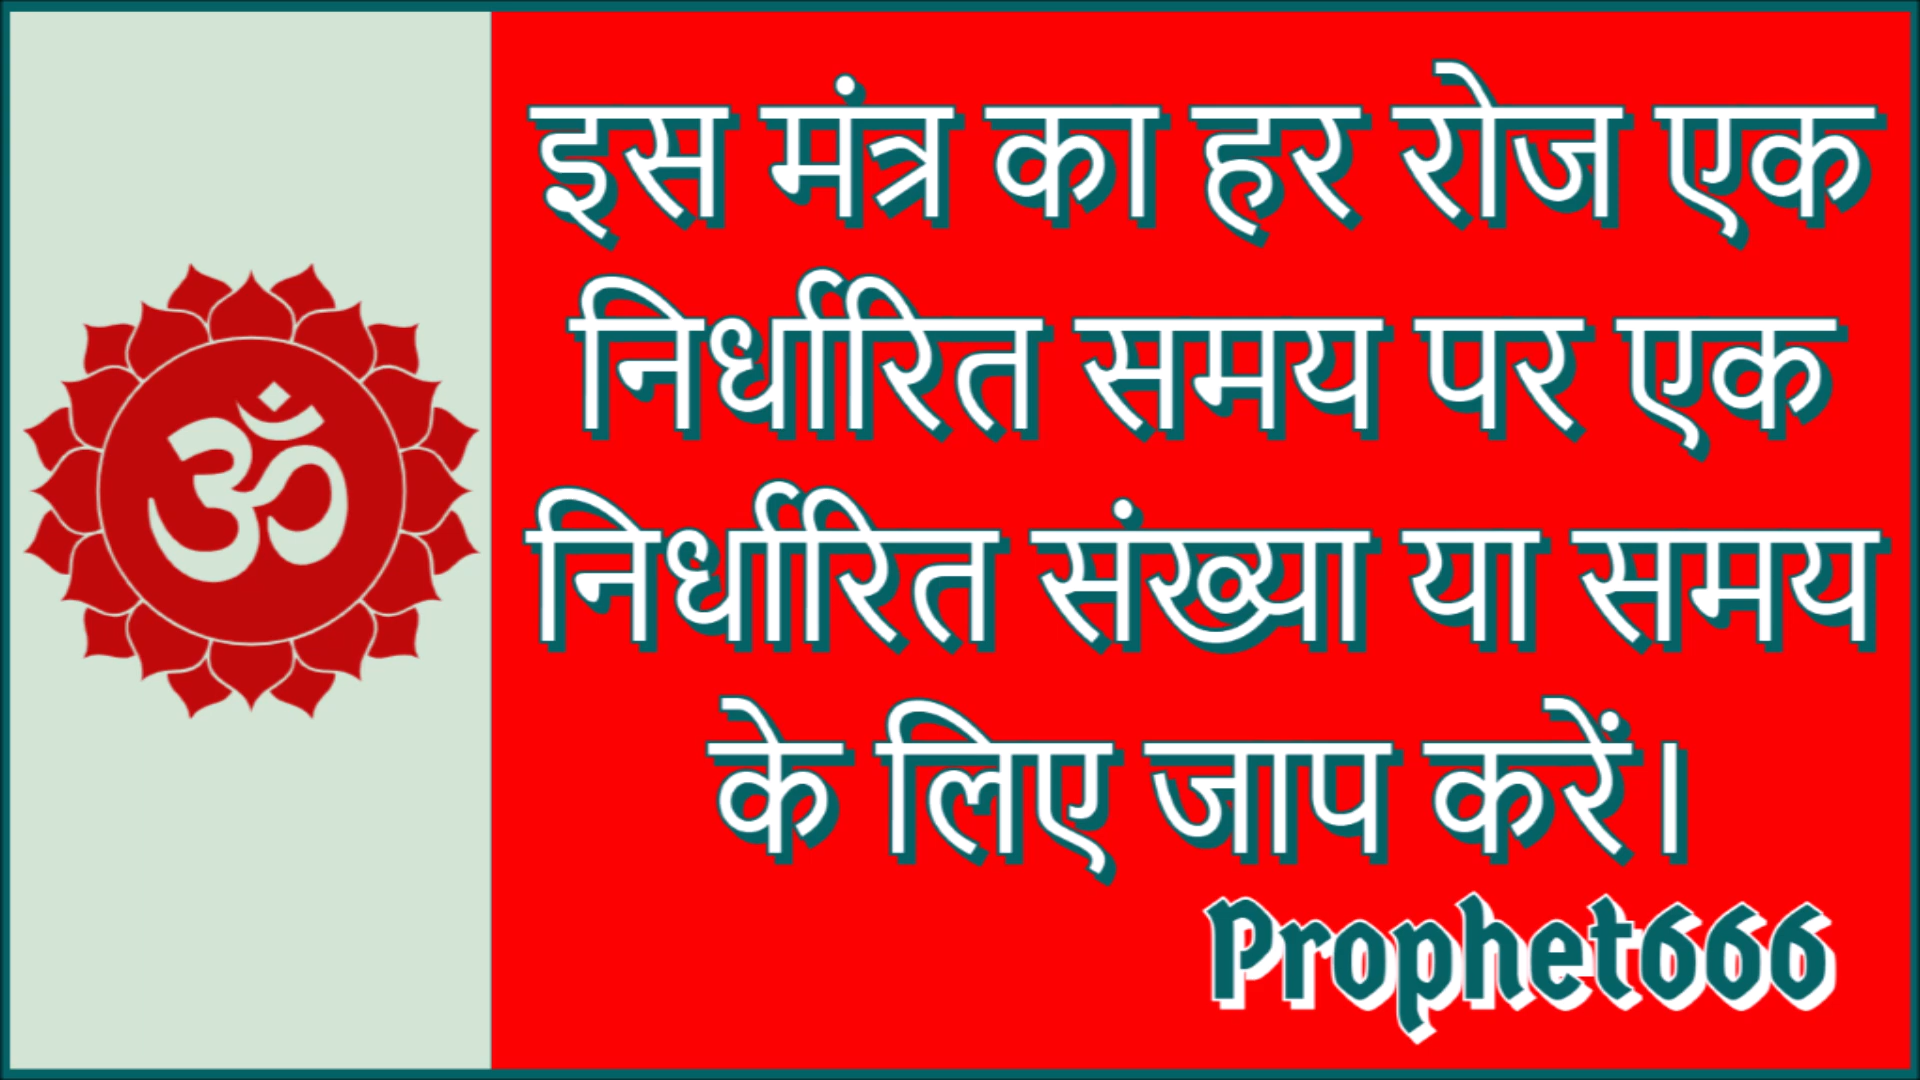 ॐ
इस मंत्र का हर रोज एक
निर्धारित समय पर एक
निर्धारित संख्या या समय
के लिए जाप करें।
Prophet666